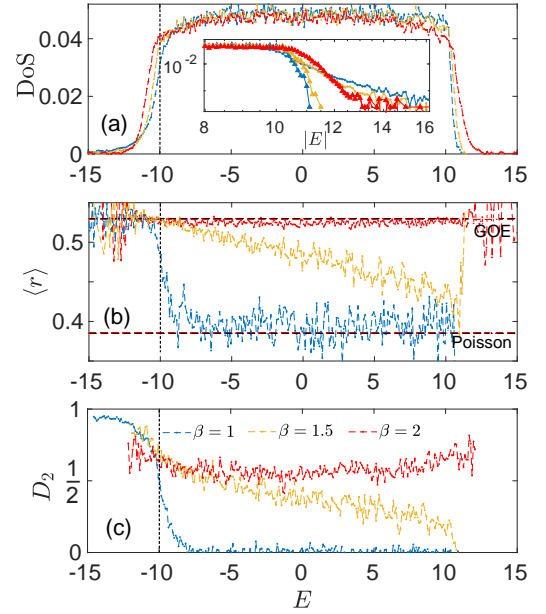 0.04
0.02
0
DoS
(a)
10^{-2}
8 10 12 14 16
|E|
-15 -10 -5 0 5 10 15
0.5
0.4
⟨r⟩
(b)
GOE
Poisson
-15 -10 -5 0 5 10 15
1
1/2
0
D_2
(c)
β = 1 β = 1.5 β = 2
-15 -10 -5 0 5 10 15
E